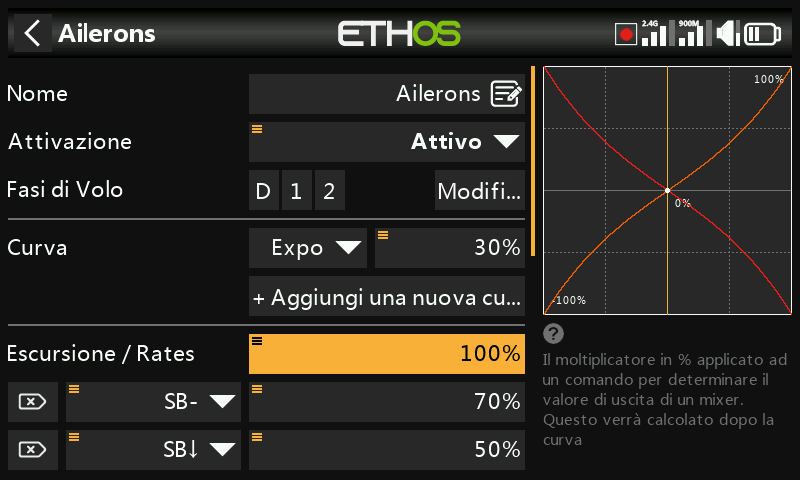 Ailerons
ETHOS
2.4G
900M
Nome
Ailerons
Attivazione
Attivo
Fasi di Volo
D 1 2
Modifi...
Curva
Expo
30%
+ Aggiungi una nuova cu...
Escursione / Rates
100%
SB-
70%
SB↓
50%
100%
0%
-100%
?
Il moltiplicatore in % applicato ad
un comando per determinare il
valore di uscita di un mixer.
Questo verrà calcolato dopo la
curva